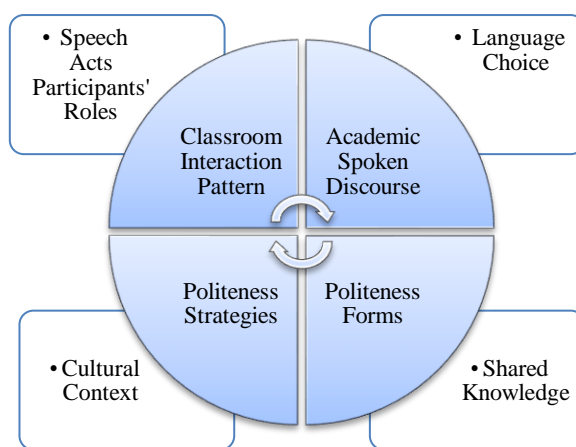 • Speech
Acts
Participants'
Roles
• Language
Choice
Classroom
Interaction
Pattern
Academic
Spoken
Discourse
Politeness
Strategies
Politeness
Forms
•Cultural
Context
•Shared
Knowledge